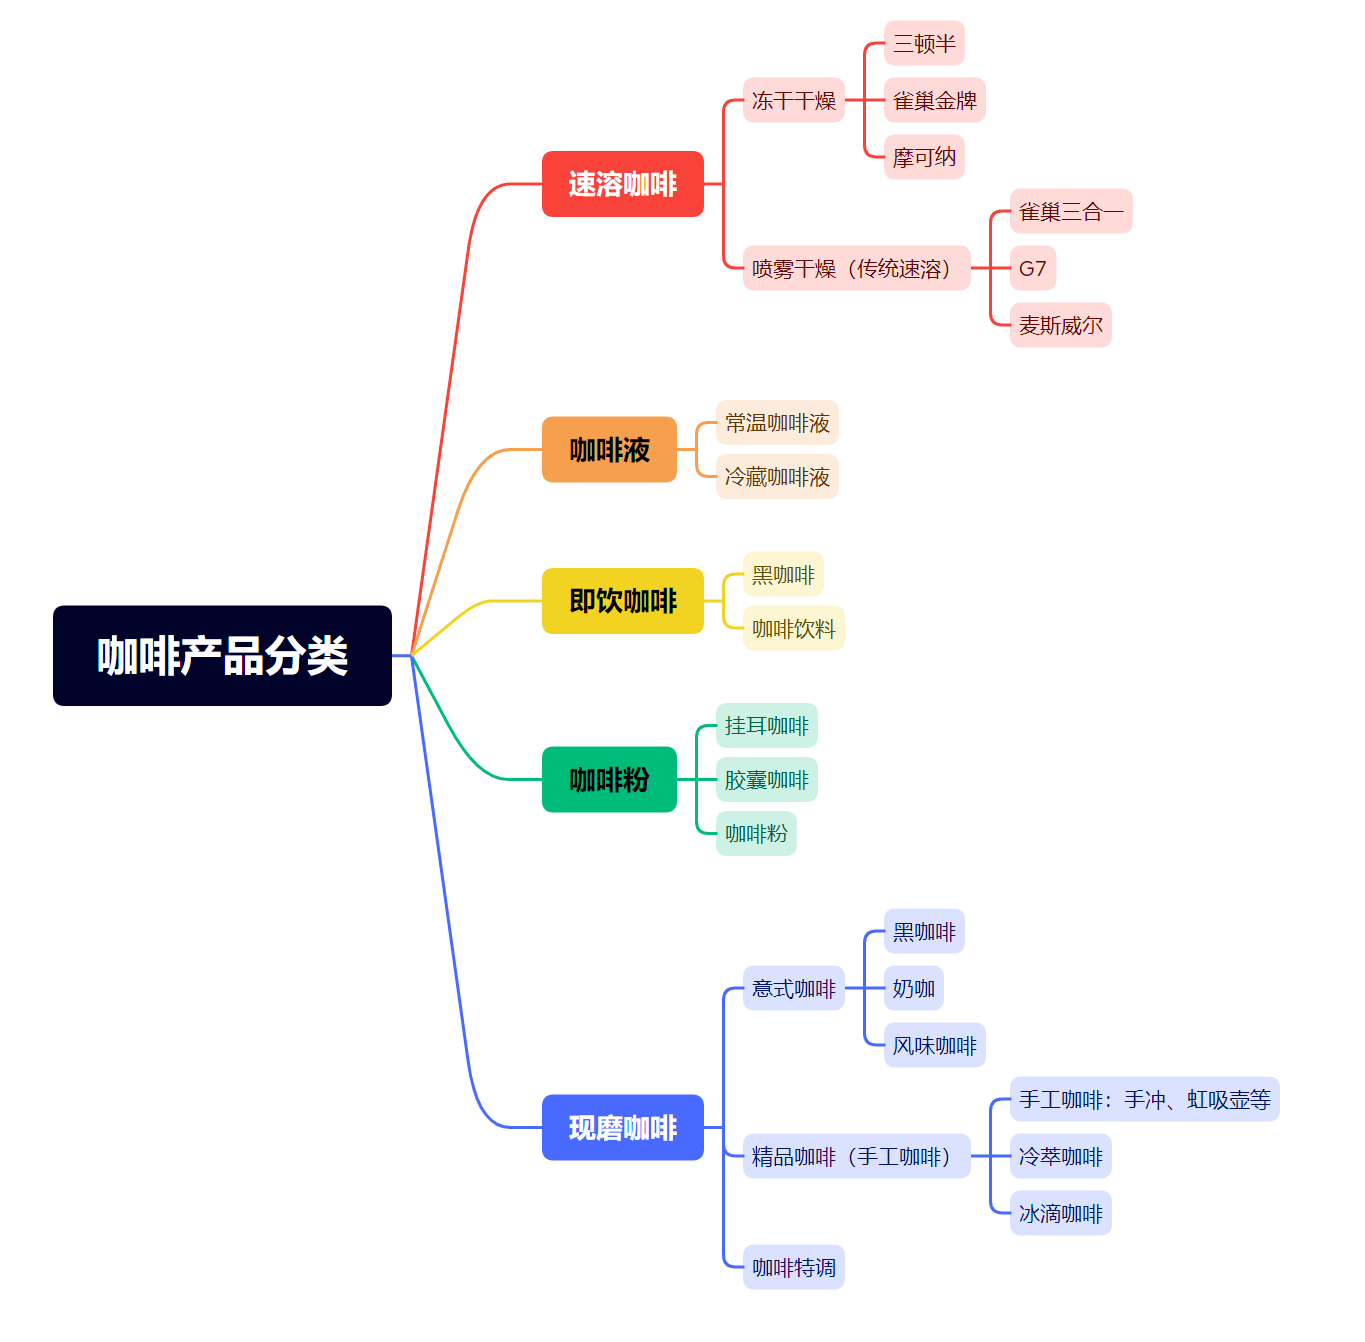 咖啡产品分类
速溶咖啡
冻干干燥
三顿半
雀巢金牌
摩可纳
喷雾干燥（传统速溶）
雀巢三合一
G7
麦斯威尔
咖啡液
常温咖啡液
冷藏咖啡液
即饮咖啡
黑咖啡
咖啡饮料
咖啡粉
挂耳咖啡
胶囊咖啡
咖啡粉
现磨咖啡
意式咖啡
黑咖啡
奶咖
风味咖啡
精品咖啡（手工咖啡）
手工咖啡：手冲、虹吸壶等
冷萃咖啡
冰滴咖啡
咖啡特调